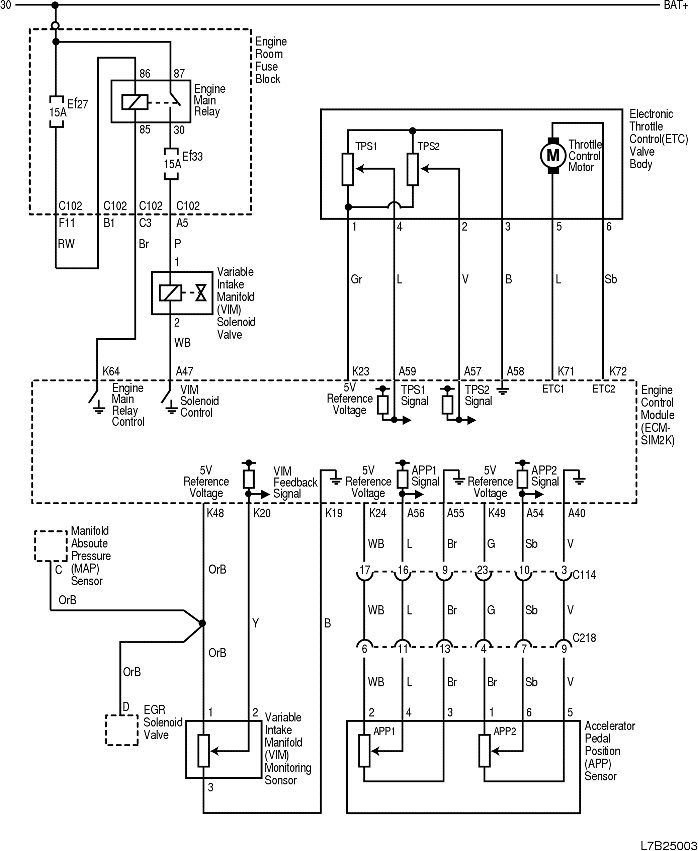 30
BAT+
Engine
Room
Fuse
Block
86
87
Engine
Main
Relay
Ef27
15A
85
30
Ef33
15A
C102
C102
C102
C102
F11
B1
C3
A5
RW
Br
P
1
Variable
Intake
Manifold
(VIM)
Solenoid
Valve
2
WB
K64
A47
Engine
Main
Relay
Control
VIM
Solenoid
Control
Electronic
Throttle
Control(ETC)
Valve
Body
TPS1
TPS2
M
Throttle
Control
Motor
1
4
2
3
5
6
Gr
L
V
B
L
Sb
K23
A59
A57
A58
K71
K72
5V
Reference
Voltage
TPS1
Signal
TPS2
Signal
ETC1
ETC2
Engine
Control
Module
(ECM-
SIM2K)
5V
Reference
Voltage
VIM
Feedback
Signal
5V
Reference
Voltage
APP1
Signal
5V
Reference
Voltage
APP2
Signal
K48
K20
K19
K24
A56
A55
K49
A54
A40
Manifold
Absoute
Pressure
(MAP)
Sensor
C
OrB
OrB
Y
B
OrB
OrB
D
EGR
Solenoid
Valve
WB
L
Br
G
Sb
V
17
16
9
23
10
3
C114
WB
L
Br
G
Sb
V
C218
6
11
13
4
7
9
WB
L
Br
Br
Sb
V
1
2
Variable
Intake
Manifold
(VIM)
Monitoring
Sonsor
3
2
4
3
1
6
5
APP1
APP2
Accelerator
Pedal
Position
(APP)
Sensor
L7B25003